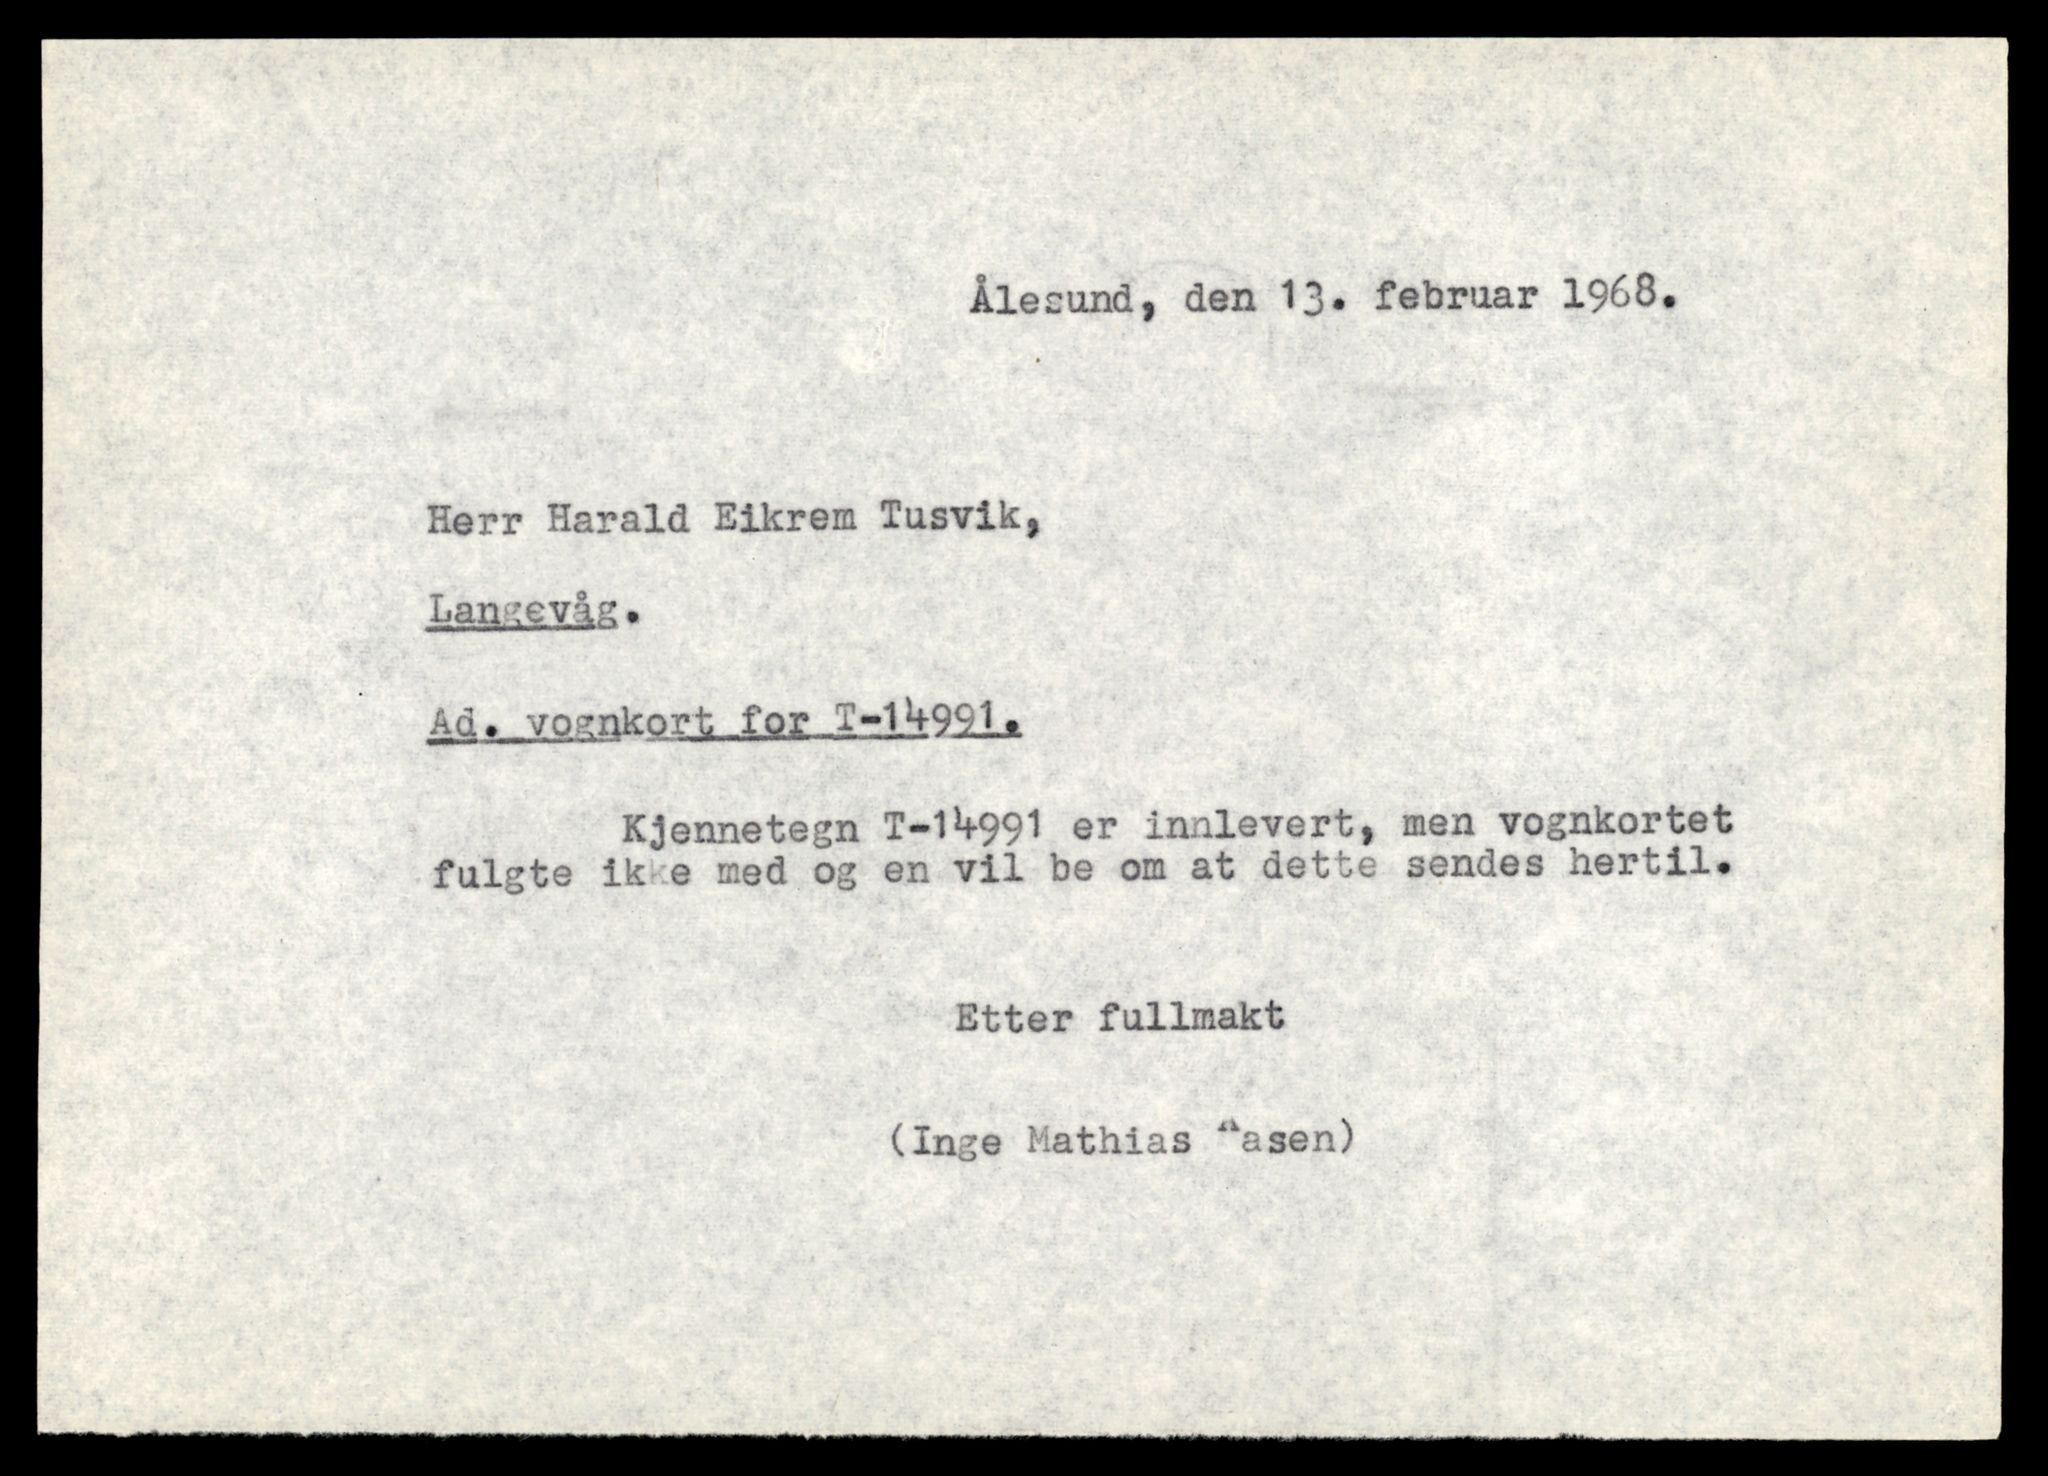 Ålesund, den 13. februar 1968.
Herr Harald Eikrem Tusvik,
Langevåg.
Ad. vognkort for T-14991.
Kjennetegn T-14991 er innlevert, men vognkortet
fulgte ikke med og en vil be om at dette sendes hertil.
Etter fullmakt
(Inge Mathias Aasen)